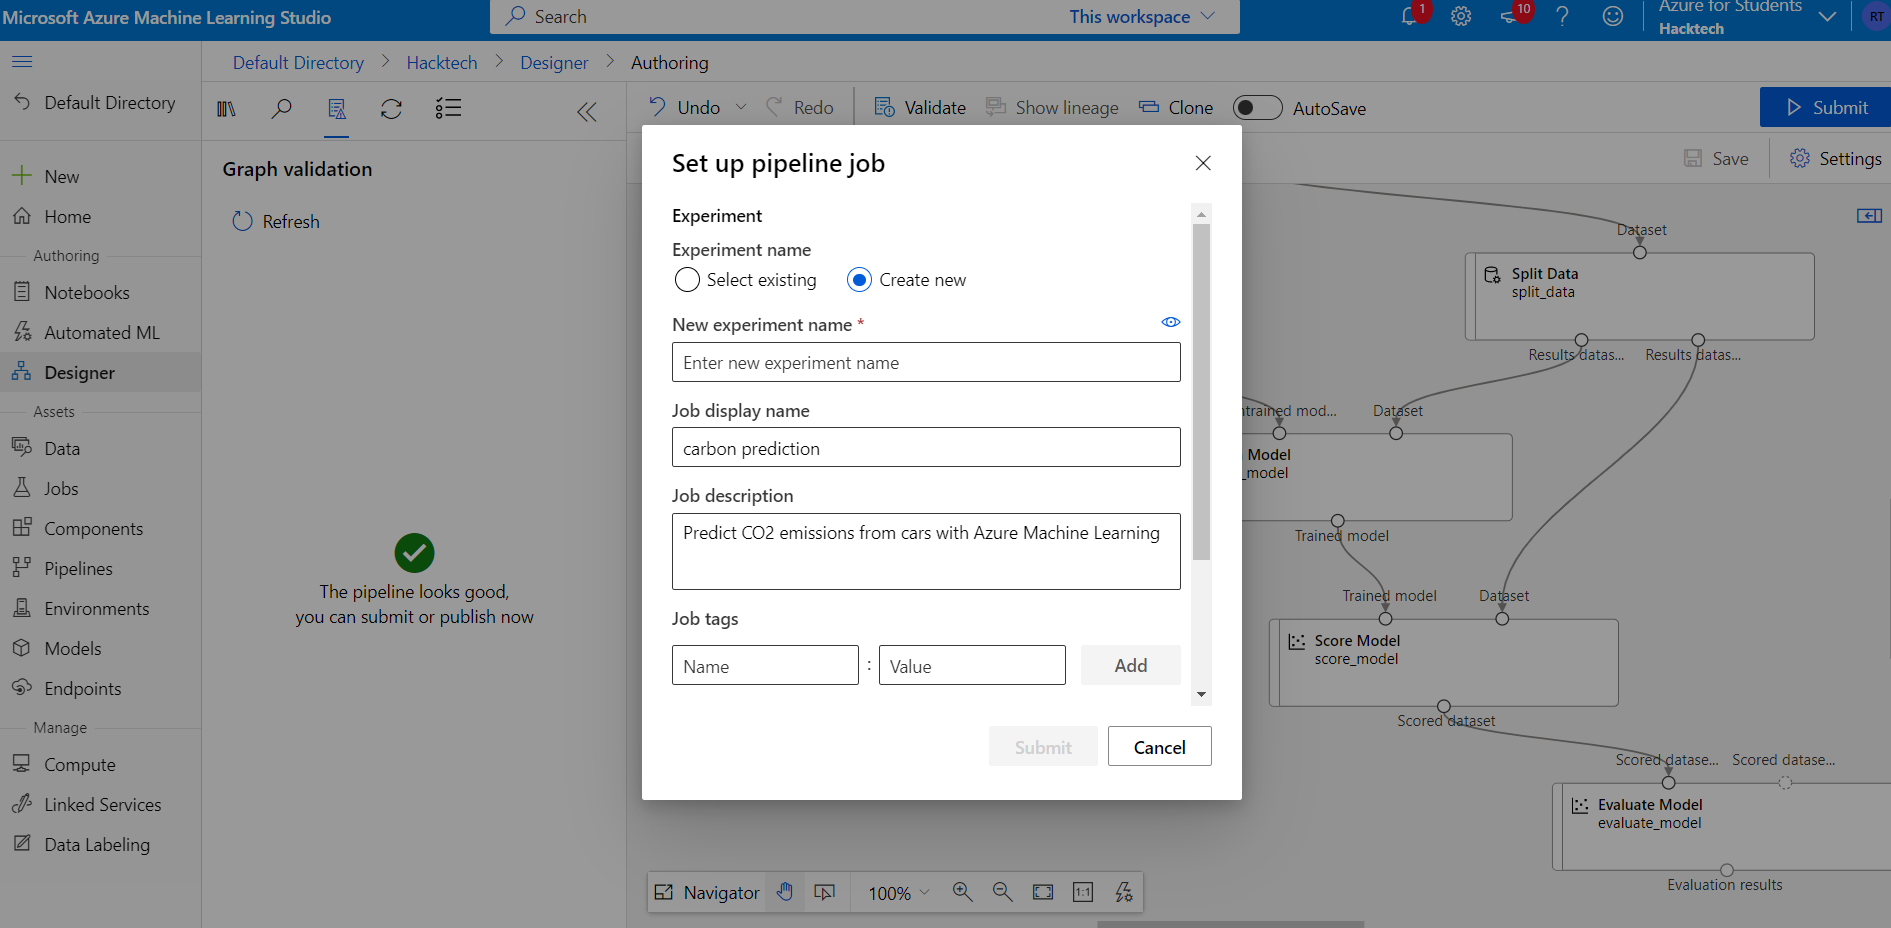 Microsoft Azure Machine Learning Studio
Search
This workspace
1
10
?
Azure for Students
Hacktech
RT
Default Directory > Hacktech > Designer > Authoring
Default Directory
New
Home
Authoring
Notebooks
Automated ML
Designer
Assets
Data
Jobs
Components
Pipelines
Environments
Models
Endpoints
Manage
Compute
Linked Services
Data Labeling
Graph validation
Refresh
The pipeline looks good,
you can submit or publish now
Undo
Redo
Validate
Show lineage
Clone
AutoSave
Submit
Save
Settings
Set up pipeline job
Experiment
Experiment name
Select existing
Create new
New experiment name *
Enter new experiment name
Job display name
carbon prediction
Job description
Predict CO2 emissions from cars with Azure Machine Learning
Job tags
Name : Value
Add
Submit
Cancel
Dataset
Split Data
split_data
Results datas... Results datas...
ntrained mod... Dataset
Model
_model
Trained model
Trained model Dataset
Score Model
score_model
Scored dataset
Scored datase... Scored datase...
Evaluate Model
evaluate_model
Evaluation results
Navigator
100%
1:1